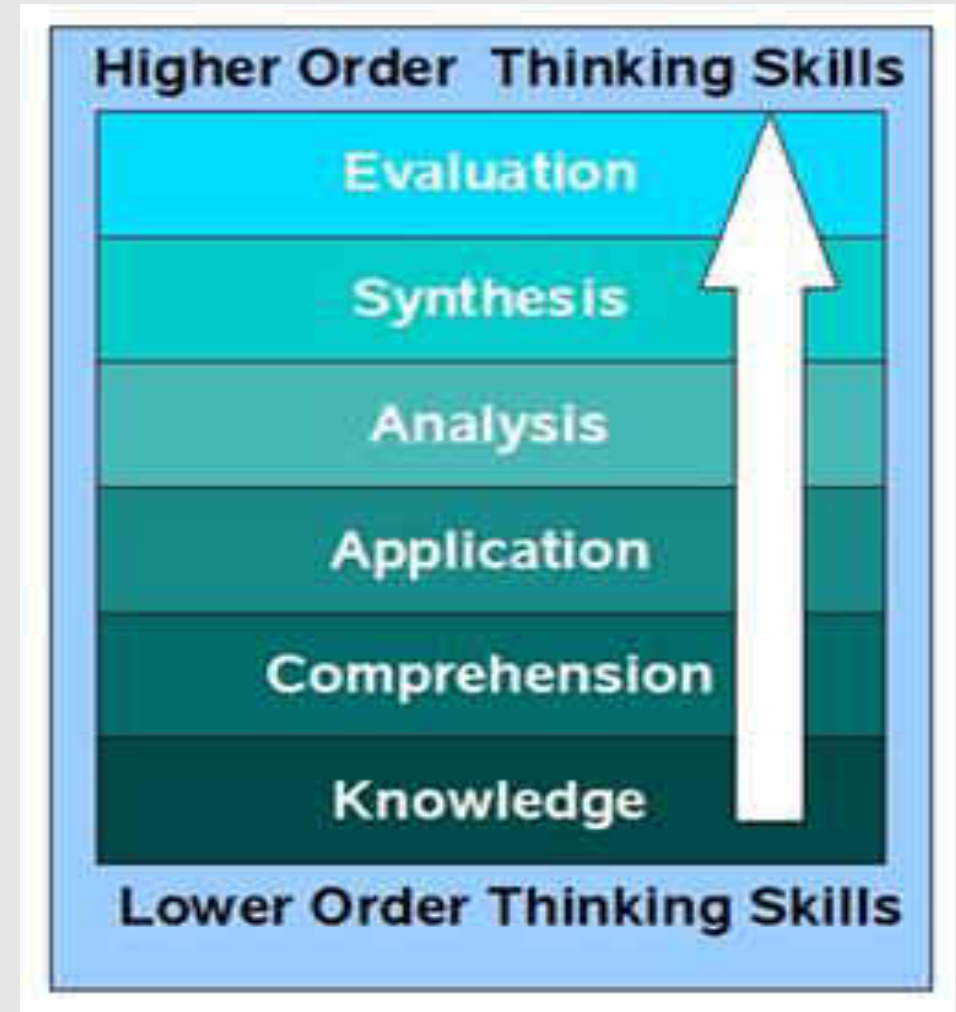 Higher Order Thinking Skills
Evaluation
Synthesis
Analysis
Application
Comprehension
Knowledge
Lower Order Thinking Skills